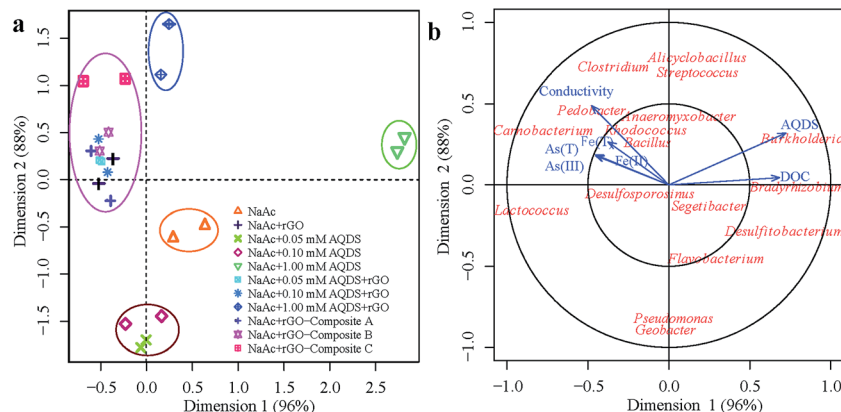 a
1.5
1.0
0.5
0.0
−0.5
−1.0
−1.5
Dimension 2 (88%)
NaAc
NaAc+rGO
NaAc+0.05 mM AQDS
NaAc+0.10 mM AQDS
NaAc+1.00 mM AQDS
NaAc+0.05 mM AQDS+rGO
NaAc+0.10 mM AQDS+rGO
NaAc+1.00 mM AQDS+rGO
NaAc+rGO−Composite A
NaAc+rGO−Composite B
NaAc+rGO−Composite C
−0.5 0.0 0.5 1.0 1.5 2.0 2.5
Dimension 1 (96%)
b
1.0
0.5
0.0
−0.5
−1.0
Dimension 2 (88%)
Alicyclobacillus
Clostridium
Streptococcus
Conductivity
Pedobacter
Anaeromyxobacter
AQDS
Carnobacterium
Rhodococcus
Burkholderia
Fe(T)
Bacillus
As(T)
Fe(II)
As(III)
DOC
Desulfosporosinus
Bradyrhizobium
Lactococcus
Segetibacter
Desulfitobacterium
Flavobacterium
Pseudomonas
Geobacter
−1.0 −0.5 0.0 0.5 1.0
Dimension 1 (96%)